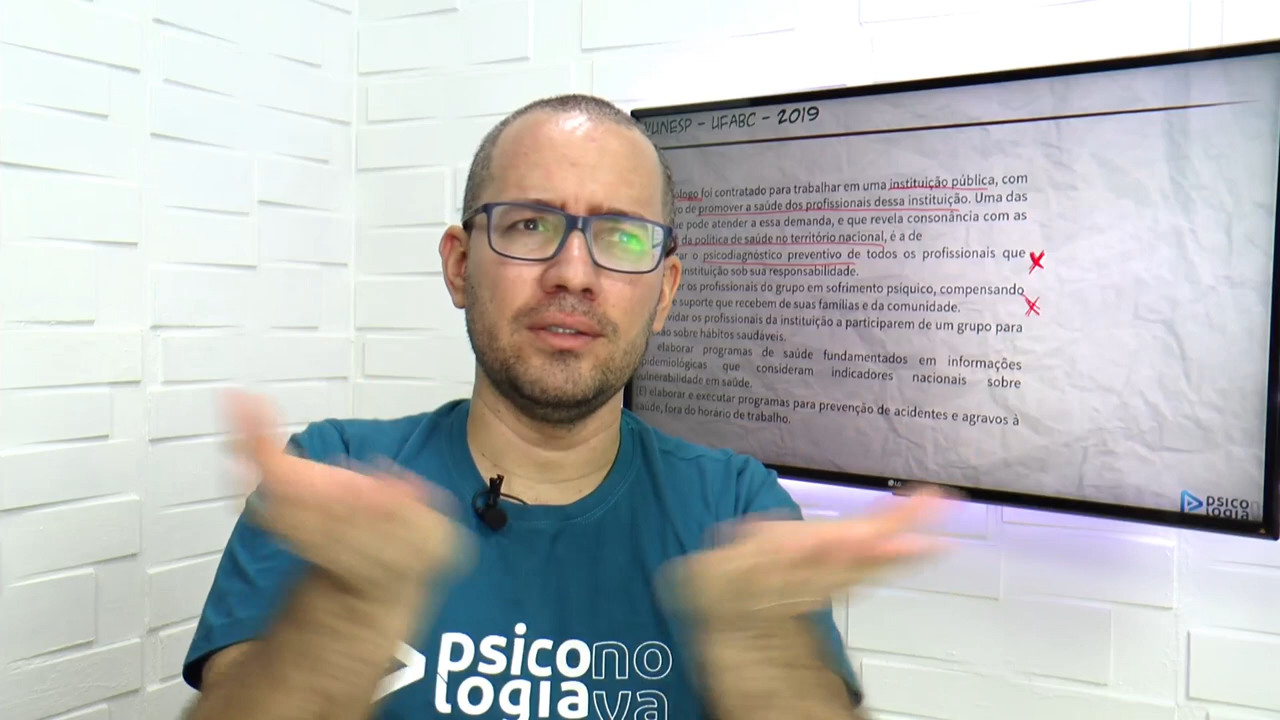 VUNESP - UFABC - 2019
foi contratado para trabalhar em uma instituição pública, com
de promover a saúde dos profissionais dessa instituição. Uma das
pode atender a essa demanda, e que revela consonância com as
da política de saúde no território nacional, é a de
o psicodiagnóstico preventivo de todos os profissionais que
instituição sob sua responsabilidade.
os profissionais do grupo em sofrimento psíquico, compensando
e suporte que recebem de suas famílias e da comunidade.
os profissionais da instituição a participarem de um grupo para
sobre hábitos saudáveis.
elaborar programas de saúde fundamentados em informações
epidemiológicas que consideram indicadores nacionais sobre
vulnerabilidade em saúde.
(E) elaborar e executar programas para prevenção de acidentes e agravos à
saúde, fora do horário de trabalho.
LG
psico
logia
psicono
logiava